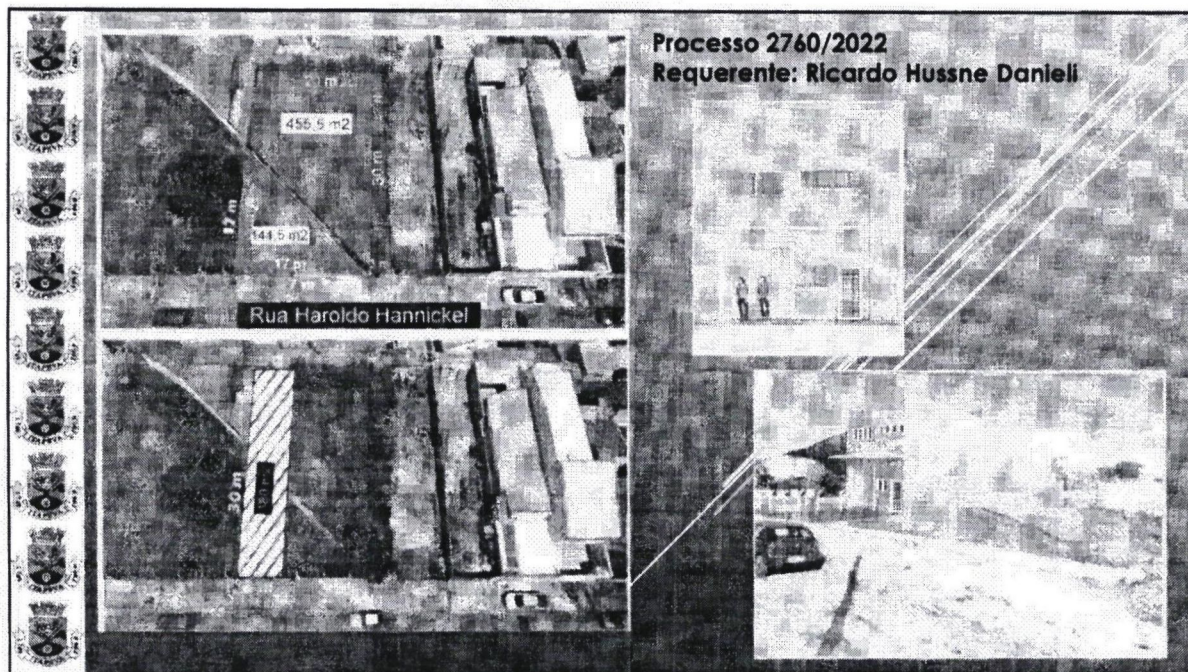 Processo 2760/2022
Requerente: Ricardo Hussne Danieli
455,5 m2
30 m
17 m
144,5 m2
17 m
Rua Haroldo Hannickel
30 m
ITAPEVA